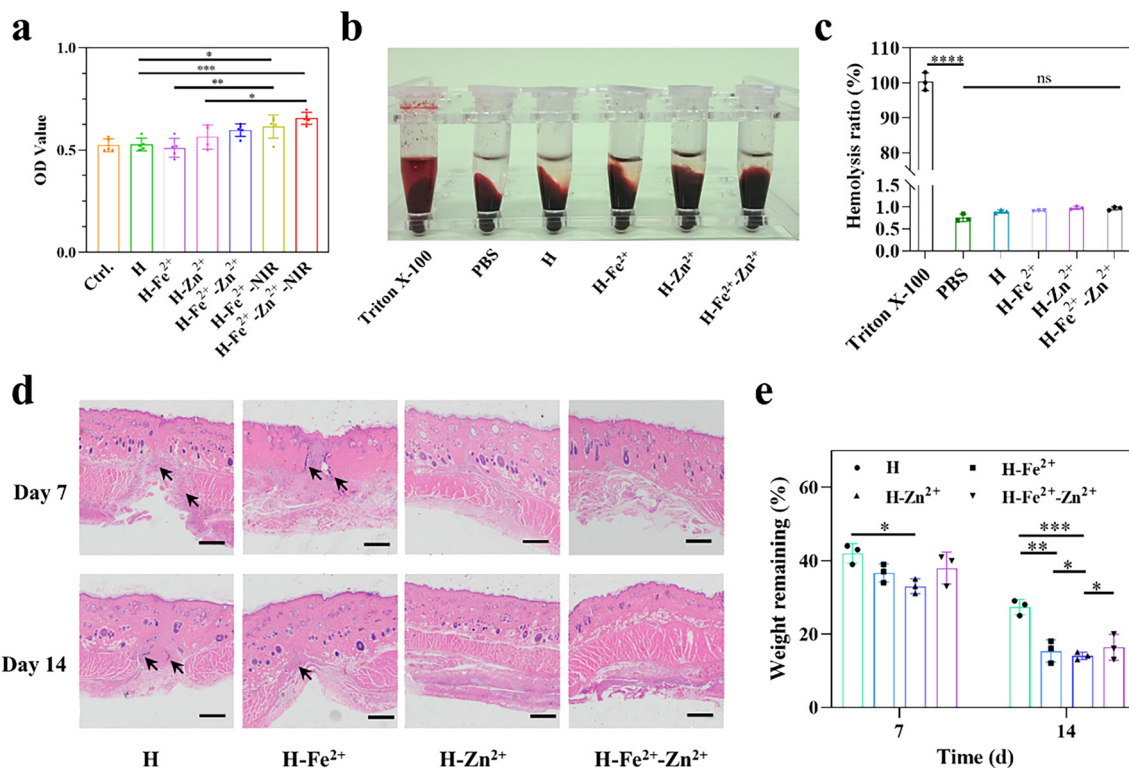 a
1.0
0.5
0.0
OD Value
*
***
**
*
Ctrl.
H
H-Fe²⁺
H-Zn²⁺
H-Fe²⁺-Zn²⁺
H-Fe²⁺-NIR
H-Fe²⁺-Zn²⁺-NIR
b
Triton X-100
PBS
H
H-Fe²⁺
H-Zn²⁺
H-Fe²⁺-Zn²⁺
c
Hemolysis ratio (%)
110
100
90
80
70
1.5
1.0
0.5
0.0
****
ns
Triton X-100
PBS
H
H-Fe²⁺
H-Zn²⁺
H-Fe²⁺-Zn²⁺
d
Day 7
Day 14
H
H-Fe²⁺
H-Zn²⁺
H-Fe²⁺-Zn²⁺
e
Weight remaining (%)
60
40
20
0
H
H-Fe²⁺
H-Zn²⁺
H-Fe²⁺-Zn²⁺
*
***
**
*
*
7
14
Time (d)